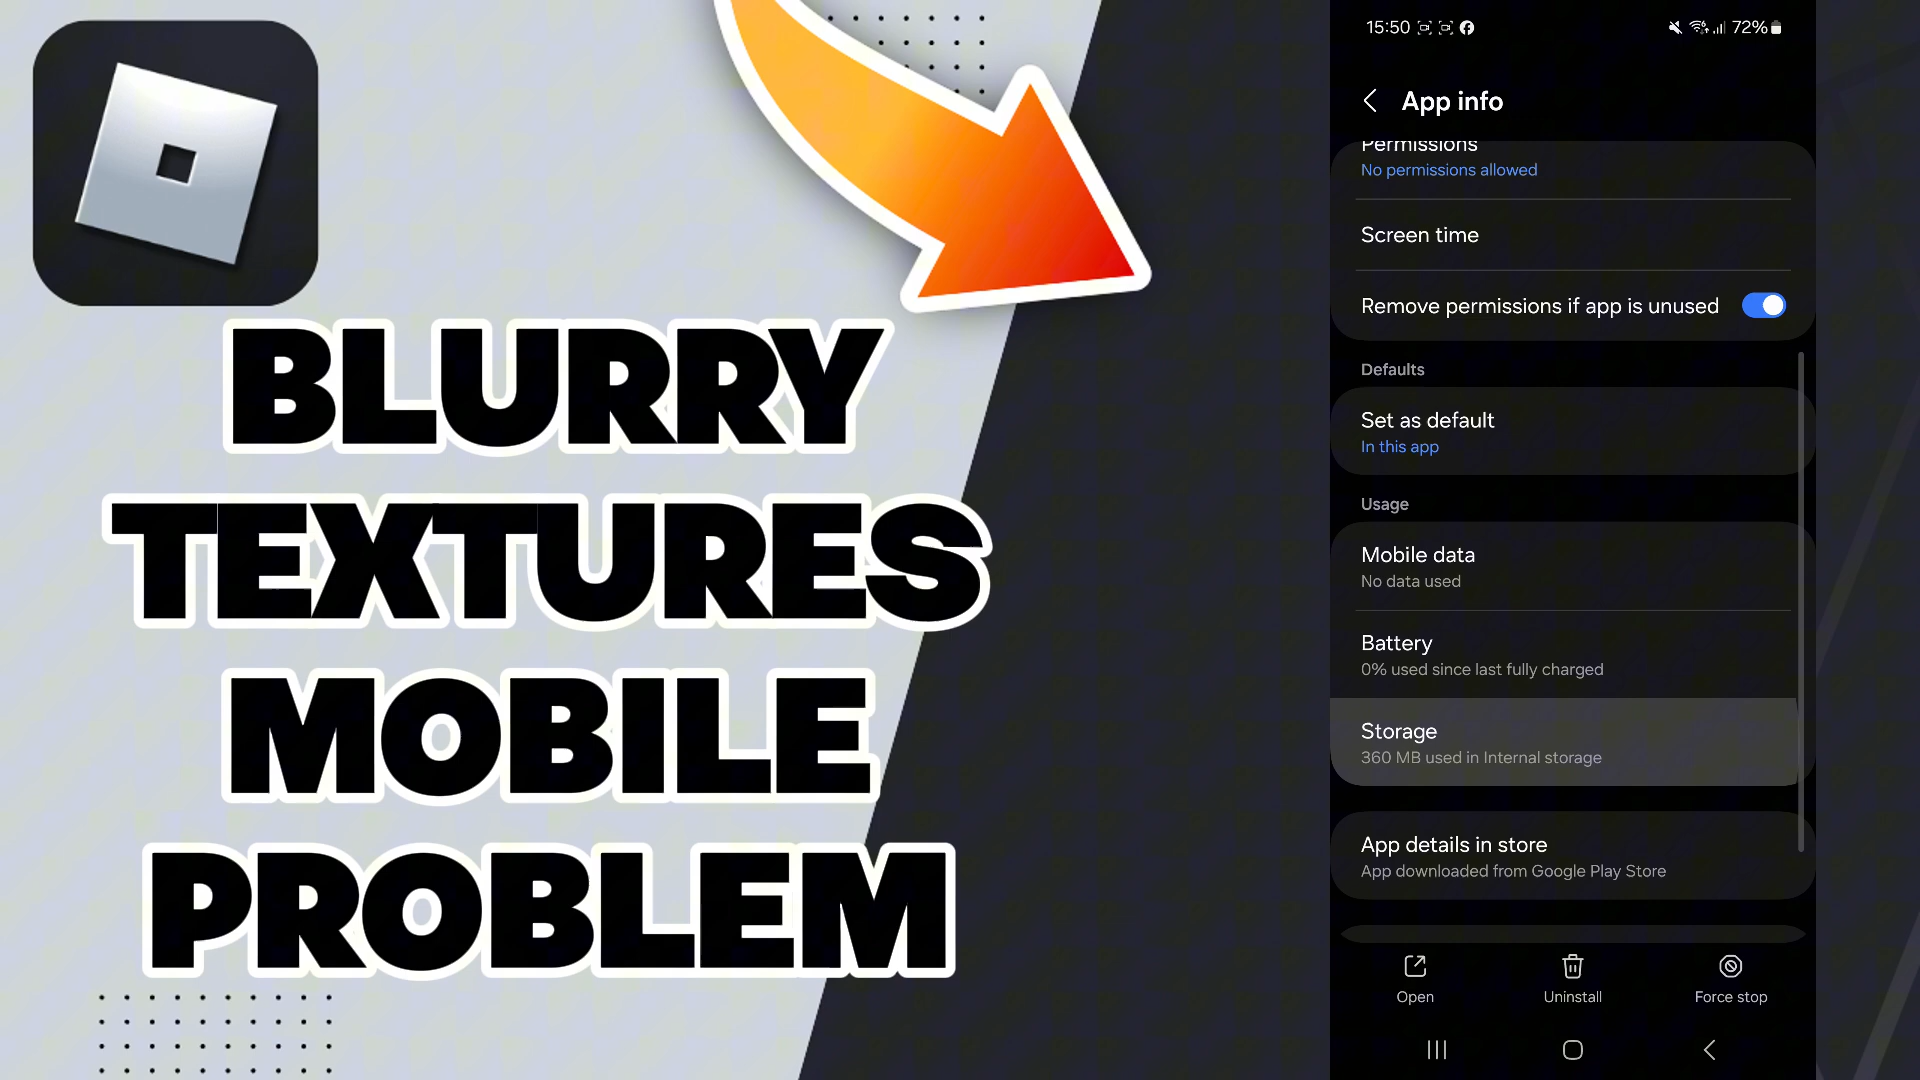 BLURRY
TEXTURES
MOBILE
PROBLEM
15:50
72%
App info
Permissions
No permissions allowed
Screen time
Remove permissions if app is unused
Defaults
Set as default
In this app
Usage
Mobile data
No data used
Battery
0% used since last fully charged
Storage
360 MB used in Internal storage
App details in store
App downloaded from Google Play Store
Open
Uninstall
Force stop